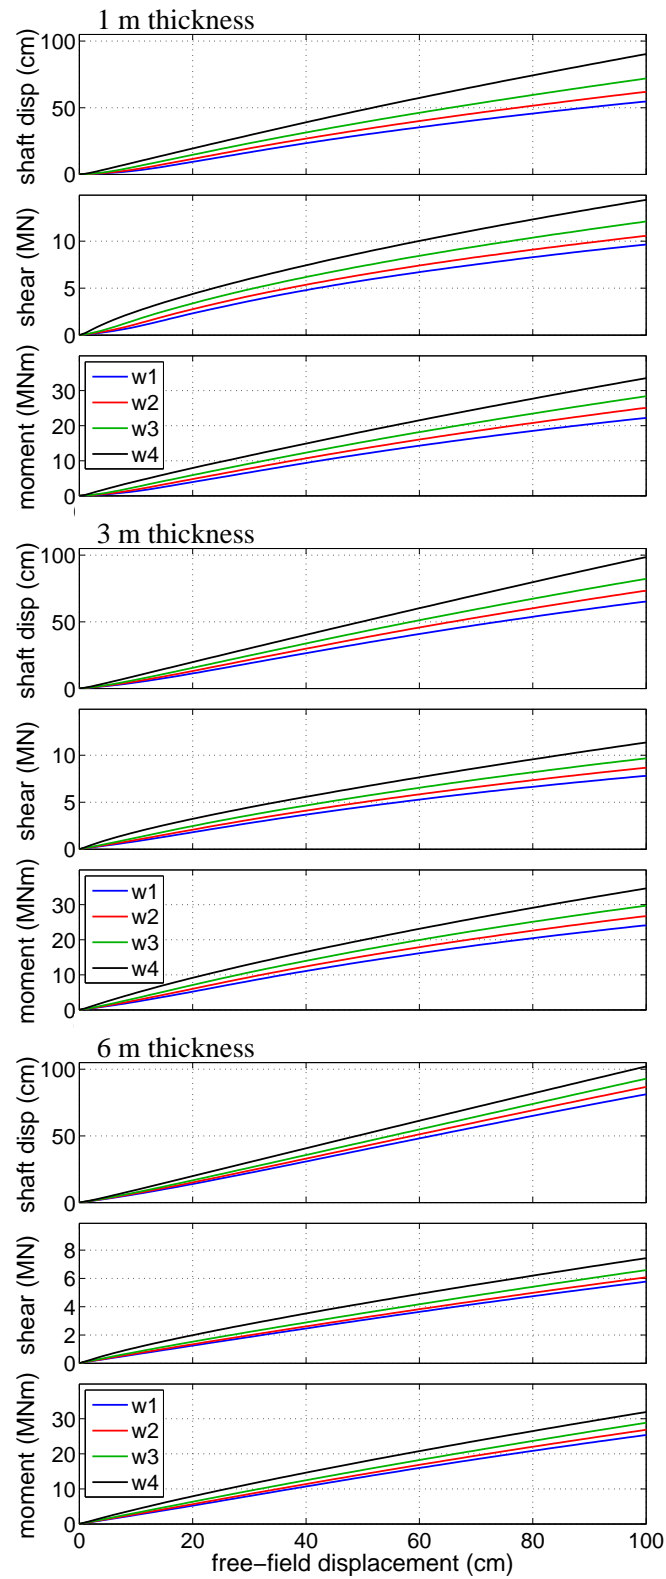 1 m thickness
shaft disp (cm)
100
50
0
shear (MN)
10
5
0
moment (MNm)
30
20
10
0
w1
w2
w3
w4
3 m thickness
shaft disp (cm)
100
50
0
shear (MN)
10
5
0
moment (MNm)
30
20
10
0
w1
w2
w3
w4
6 m thickness
shaft disp (cm)
100
50
0
shear (MN)
8
6
4
2
0
moment (MNm)
30
20
10
0
w1
w2
w3
w4
0 20 40 60 80 100
free−field displacement (cm)